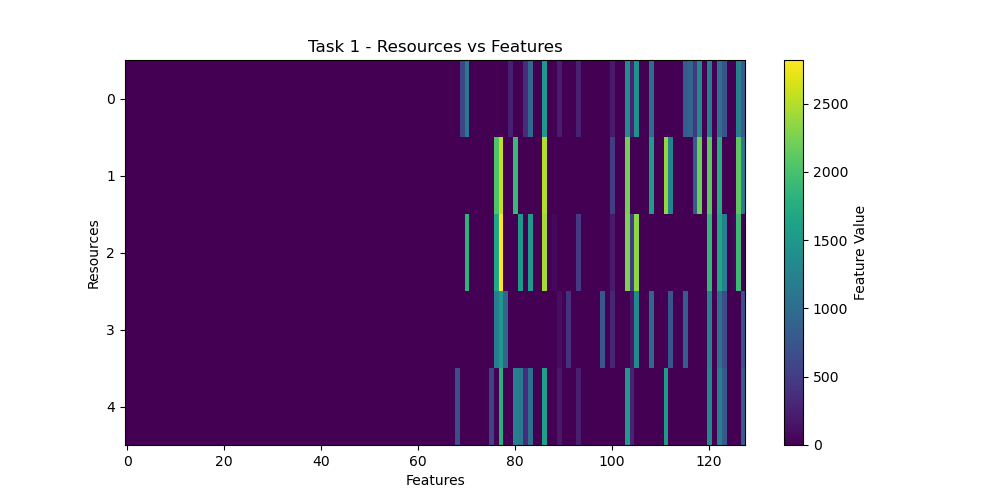 Task 1 - Resources vs Features
Resources
0
1
2
3
4
0 20 40 60 80 100 120
Features
2500
2000
1500
1000
500
0
Feature Value